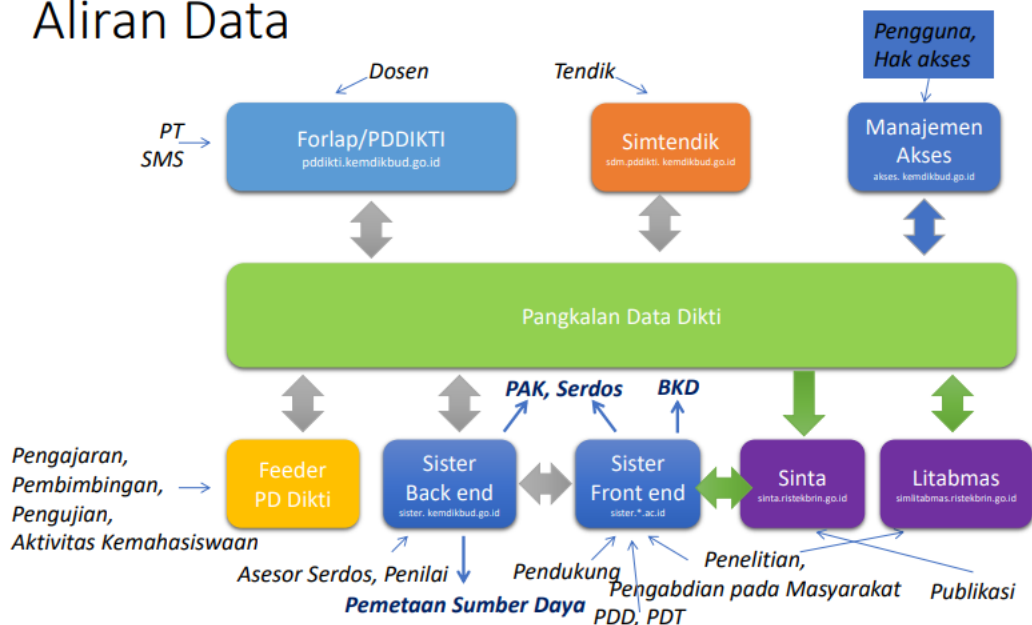 Aliran Data
Pengguna,
Hak akses
Dosen
Tendik
PT
SMS
Forlap/PDDIKTI
pddikti.kemdikbud.go.id
Simtendik
sdm.pddikti. kemdikbud.go.id
Manajemen
Akses
akses. kemdikbud.go.id
Pangkalan Data Dikti
PAK, Serdos
BKD
Pengajaran,
Pembimbingan,
Pengujian,
Aktivitas Kemahasiswaan
Feeder
PD Dikti
Sister
Back end
sister. kemdikbud.go.id
Sister
Front end
sister.*.ac.id
Sinta
sinta.ristekbrin.go.id
Litabmas
simlitabmas.ristekbrin.go.id
Asesor Serdos, Penilai
Pemetaan Sumber Daya
Pendukung
PDD, PDT
Penelitian,
Pengabdian pada Masyarakat
Publikasi